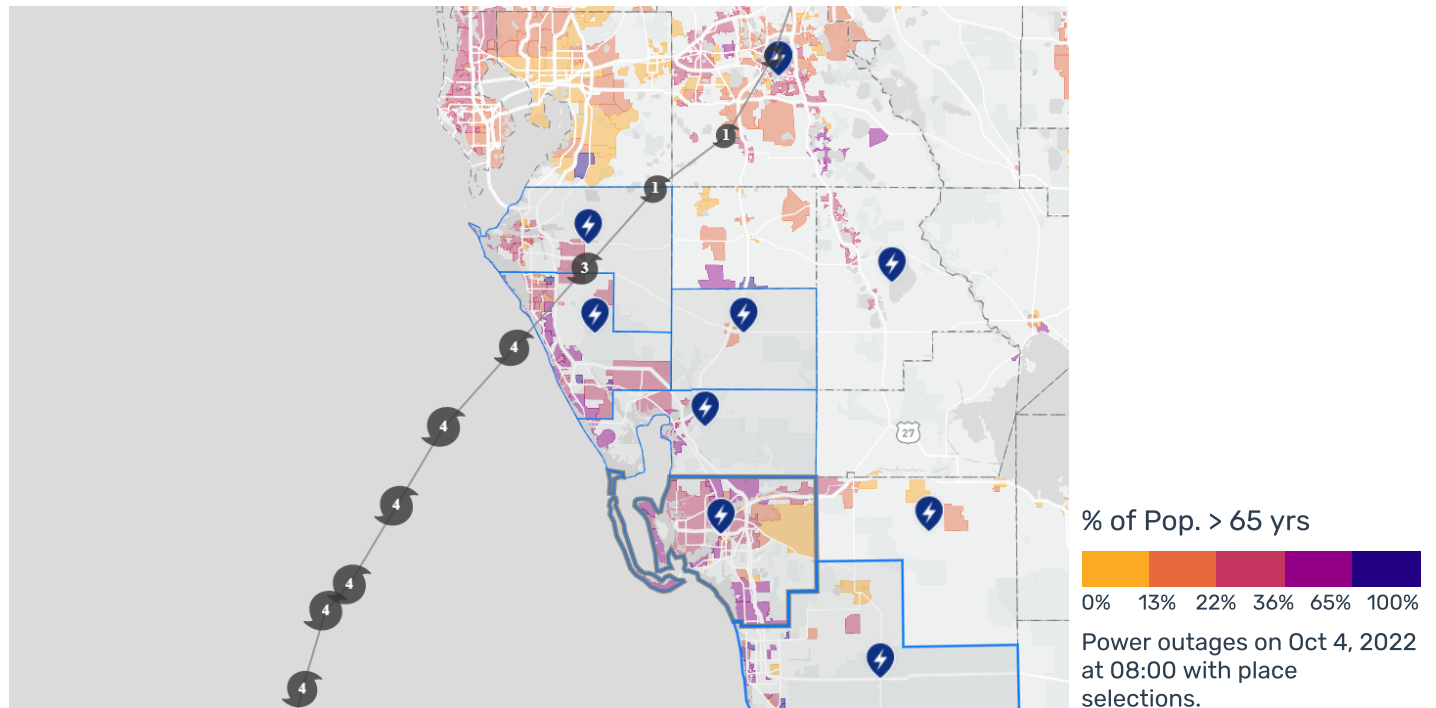 1
1
3
4
4
4
4
4
4
27
% of Pop. > 65 yrs
0% 13% 22% 36% 65% 100%
Power outages on Oct 4, 2022
at 08:00 with place
selections.